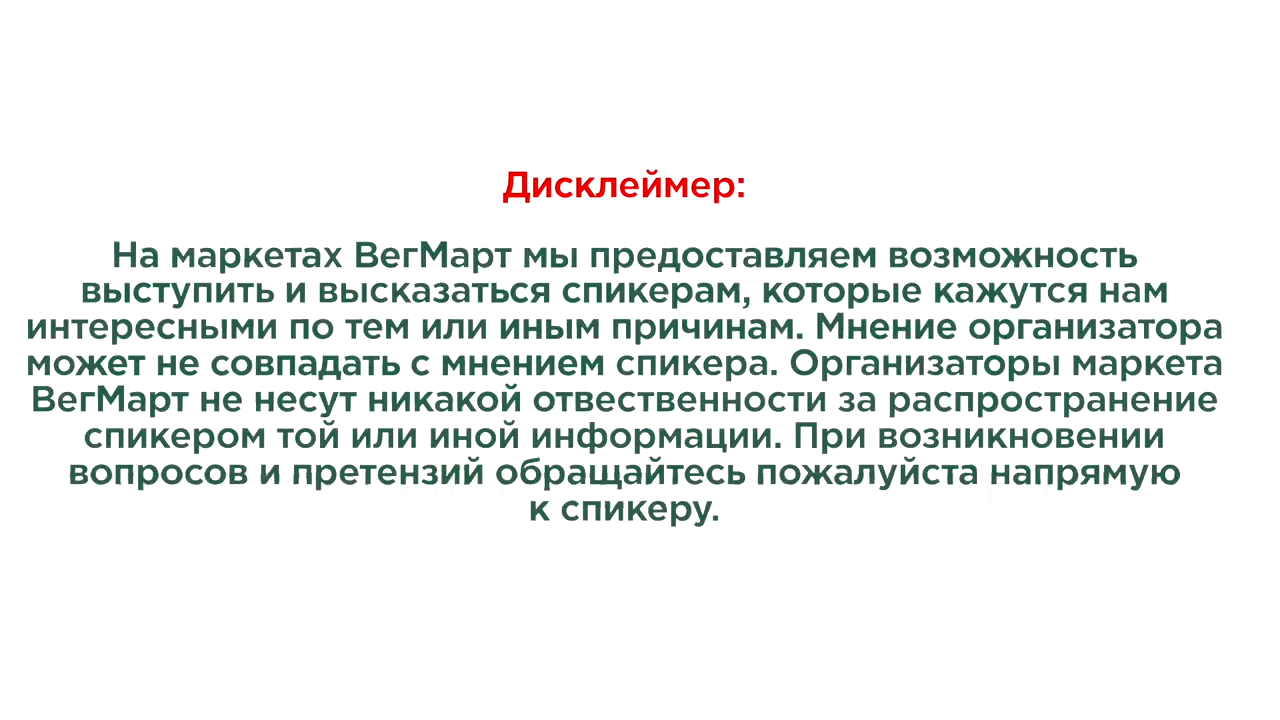 Дисклеймер:
На маркетах ВегМарт мы предоставляем возможность
выступить и высказаться спикерам, которые кажутся нам
интересными по тем или иным причинам. Мнение организатора
может не совпадать с мнением спикера. Организаторы маркета
ВегМарт не несут никакой отвественности за распространение
спикером той или иной информации. При возникновении
вопросов и претензий обращайтесь пожалуйста напрямую
к спикеру.